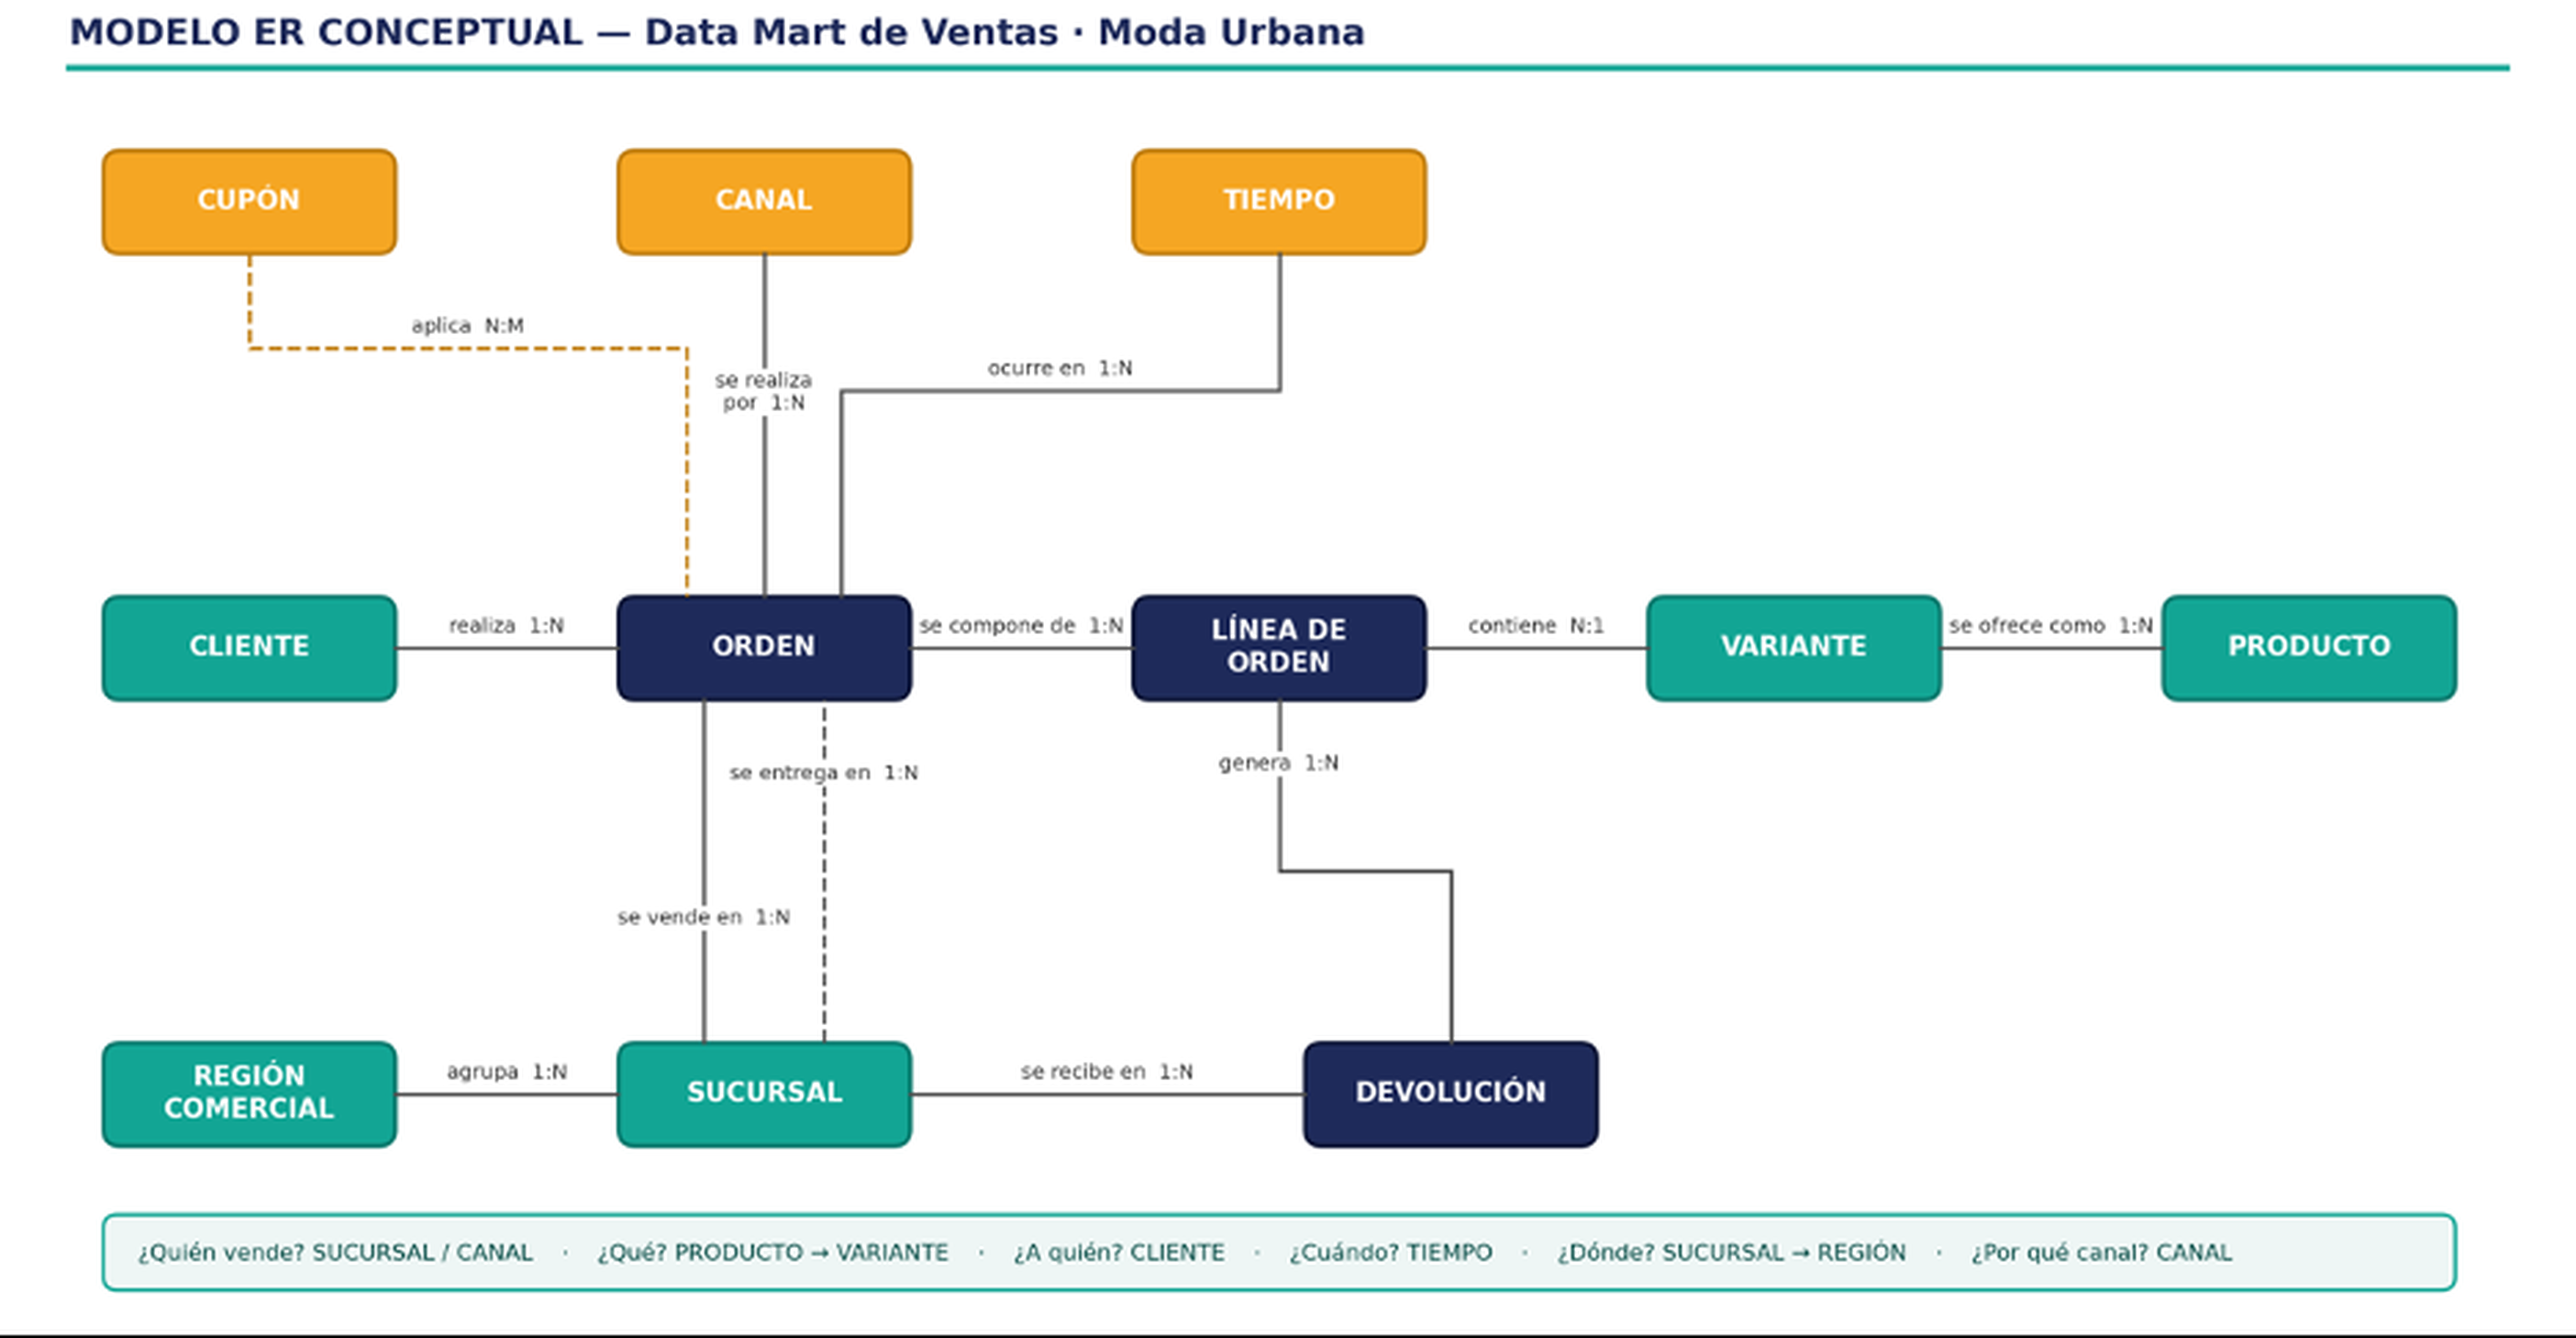 MODELO ER CONCEPTUAL — Data Mart de Ventas · Moda Urbana
CUPÓN
CANAL
TIEMPO
aplica N:M
se realiza
por 1:N
ocurre en 1:N
CLIENTE
realiza 1:N
ORDEN
se compone de 1:N
LÍNEA DE
ORDEN
contiene N:1
VARIANTE
se ofrece como 1:N
PRODUCTO
se entrega en 1:N
genera 1:N
se vende en 1:N
REGIÓN
COMERCIAL
agrupa 1:N
SUCURSAL
se recibe en 1:N
DEVOLUCIÓN
¿Quién vende? SUCURSAL / CANAL · ¿Qué? PRODUCTO → VARIANTE · ¿A quién? CLIENTE · ¿Cuándo? TIEMPO · ¿Dónde? SUCURSAL → REGIÓN · ¿Por qué canal? CANAL